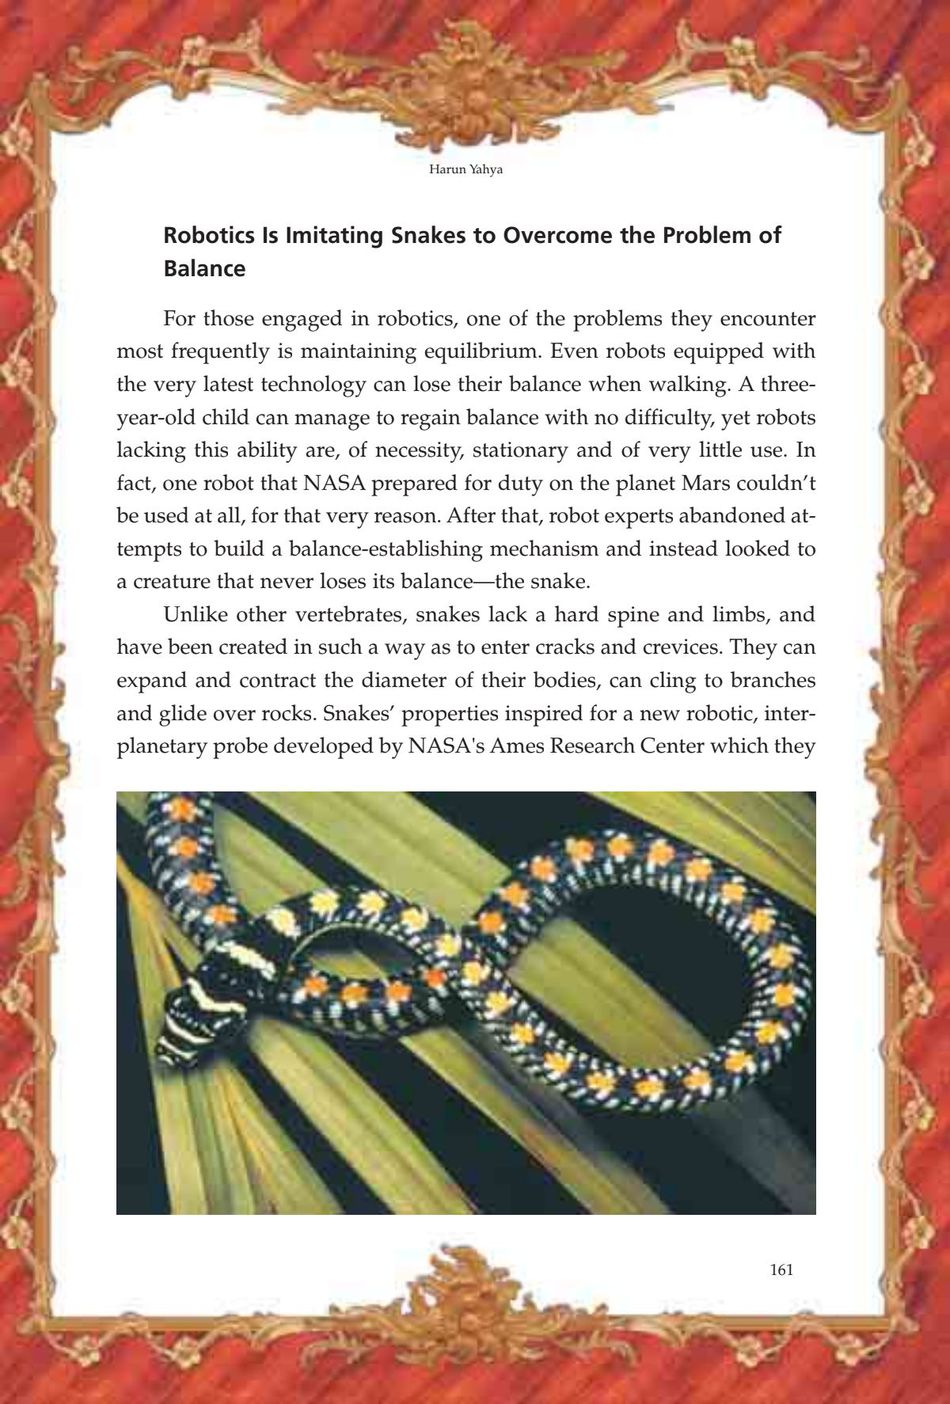 Harun Yahya
Robotics Is Imitating Snakes to Overcome the Problem of
Balance
For those engaged in robotics, one of the problems they encounter
most frequently is maintaining equilibrium. Even robots equipped with
the very latest technology can lose their balance when walking. A three-
year-old child can manage to regain balance with no difficulty, yet robots
lacking this ability are, of necessity, stationary and of very little use. In
fact, one robot that NASA prepared for duty on the planet Mars couldn’t
be used at all, for that very reason. After that, robot experts abandoned at-
tempts to build a balance-establishing mechanism and instead looked to
a creature that never loses its balance—the snake.
Unlike other vertebrates, snakes lack a hard spine and limbs, and
have been created in such a way as to enter cracks and crevices. They can
expand and contract the diameter of their bodies, can cling to branches
and glide over rocks. Snakes’ properties inspired for a new robotic, inter-
planetary probe developed by NASA's Ames Research Center which they
161